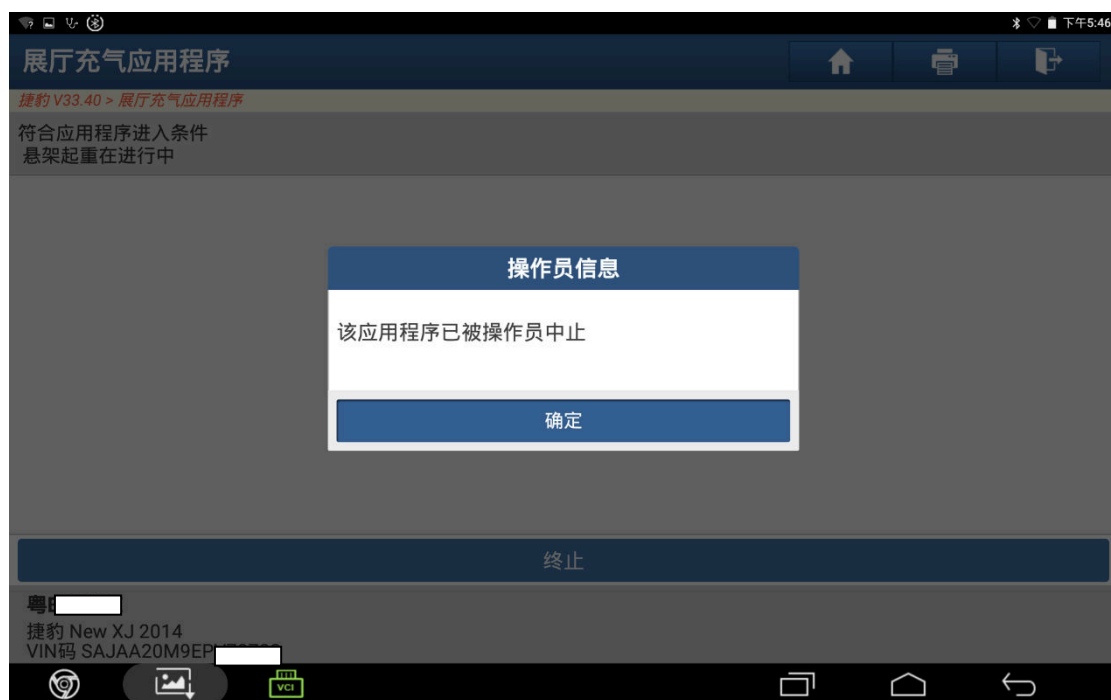 下午5:46
展厅充气应用程序
捷豹 V33.40 > 展厅充气应用程序
符合应用程序进入条件
悬架起重在进行中
操作员信息
该应用程序已被操作员中止
确定
终止
粤
捷豹 New XJ 2014
VIN码 SAJAA20M9EP
VCI